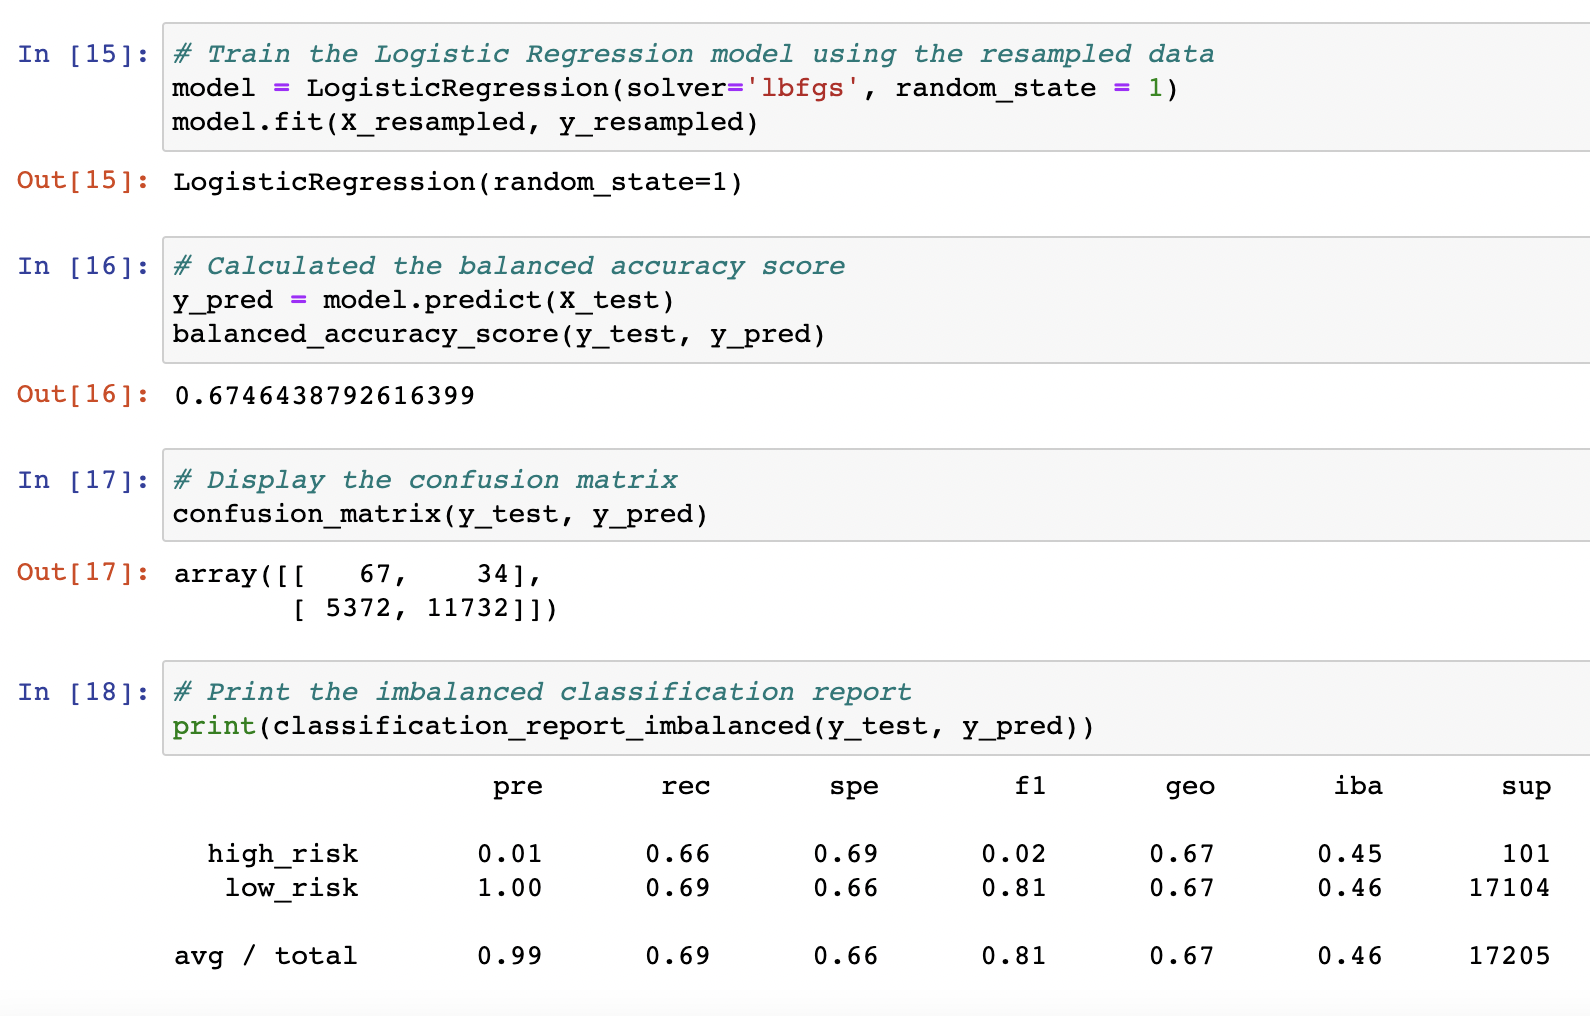 In [15]: # Train the Logistic Regression model using the resampled data
model = LogisticRegression(solver='lbfgs', random_state = 1)
model.fit(X_resampled, y_resampled)
Out[15]: LogisticRegression(random_state=1)
In [16]: # Calculated the balanced accuracy score
y_pred = model.predict(X_test)
balanced_accuracy_score(y_test, y_pred)
Out[16]: 0.6746438792616399
In [17]: # Display the confusion matrix
confusion_matrix(y_test, y_pred)
Out[17]: array([[   67,    34],
       [ 5372, 11732]])
In [18]: # Print the imbalanced classification report
print(classification_report_imbalanced(y_test, y_pred))
pre rec spe f1 geo iba sup
high_risk 0.01 0.66 0.69 0.02 0.67 0.45 101
low_risk 1.00 0.69 0.66 0.81 0.67 0.46 17104
avg / total 0.99 0.69 0.66 0.81 0.67 0.46 17205